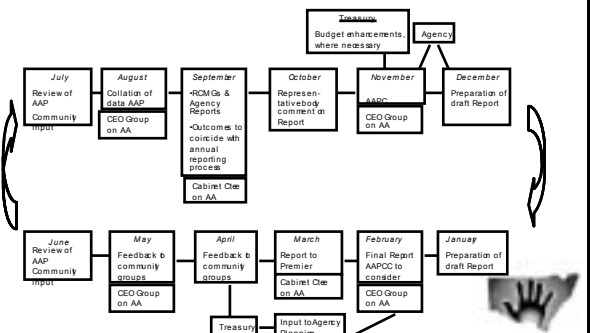 Treasury
Budget enhancements,
where necessary
Agency
July
Review of
AAP
Community
Input
August
Collation of
data AAP
CEO Group
on AA
September
•RCMGs &
Agency
Reports
•Outcomes to
coincide with
annual
reporting
process
Cabinet Ctee
on AA
October
Represen-
tative body
comment on
Report
November
AAPC
CEO Group
on AA
December
Preparation of
draft Report
June
Review of
AAP
Community
Input
May
Feedback to
community
groups
CEO Group
on AA
April
Feedback to
community
groups
March
Report to
Premier
Cabinet Ctee
on AA
February
Final Report
AAPCC to
consider
CEO Group
on AA
January
Preparation of
draft Report
Treasury
Input to Agency
Planning